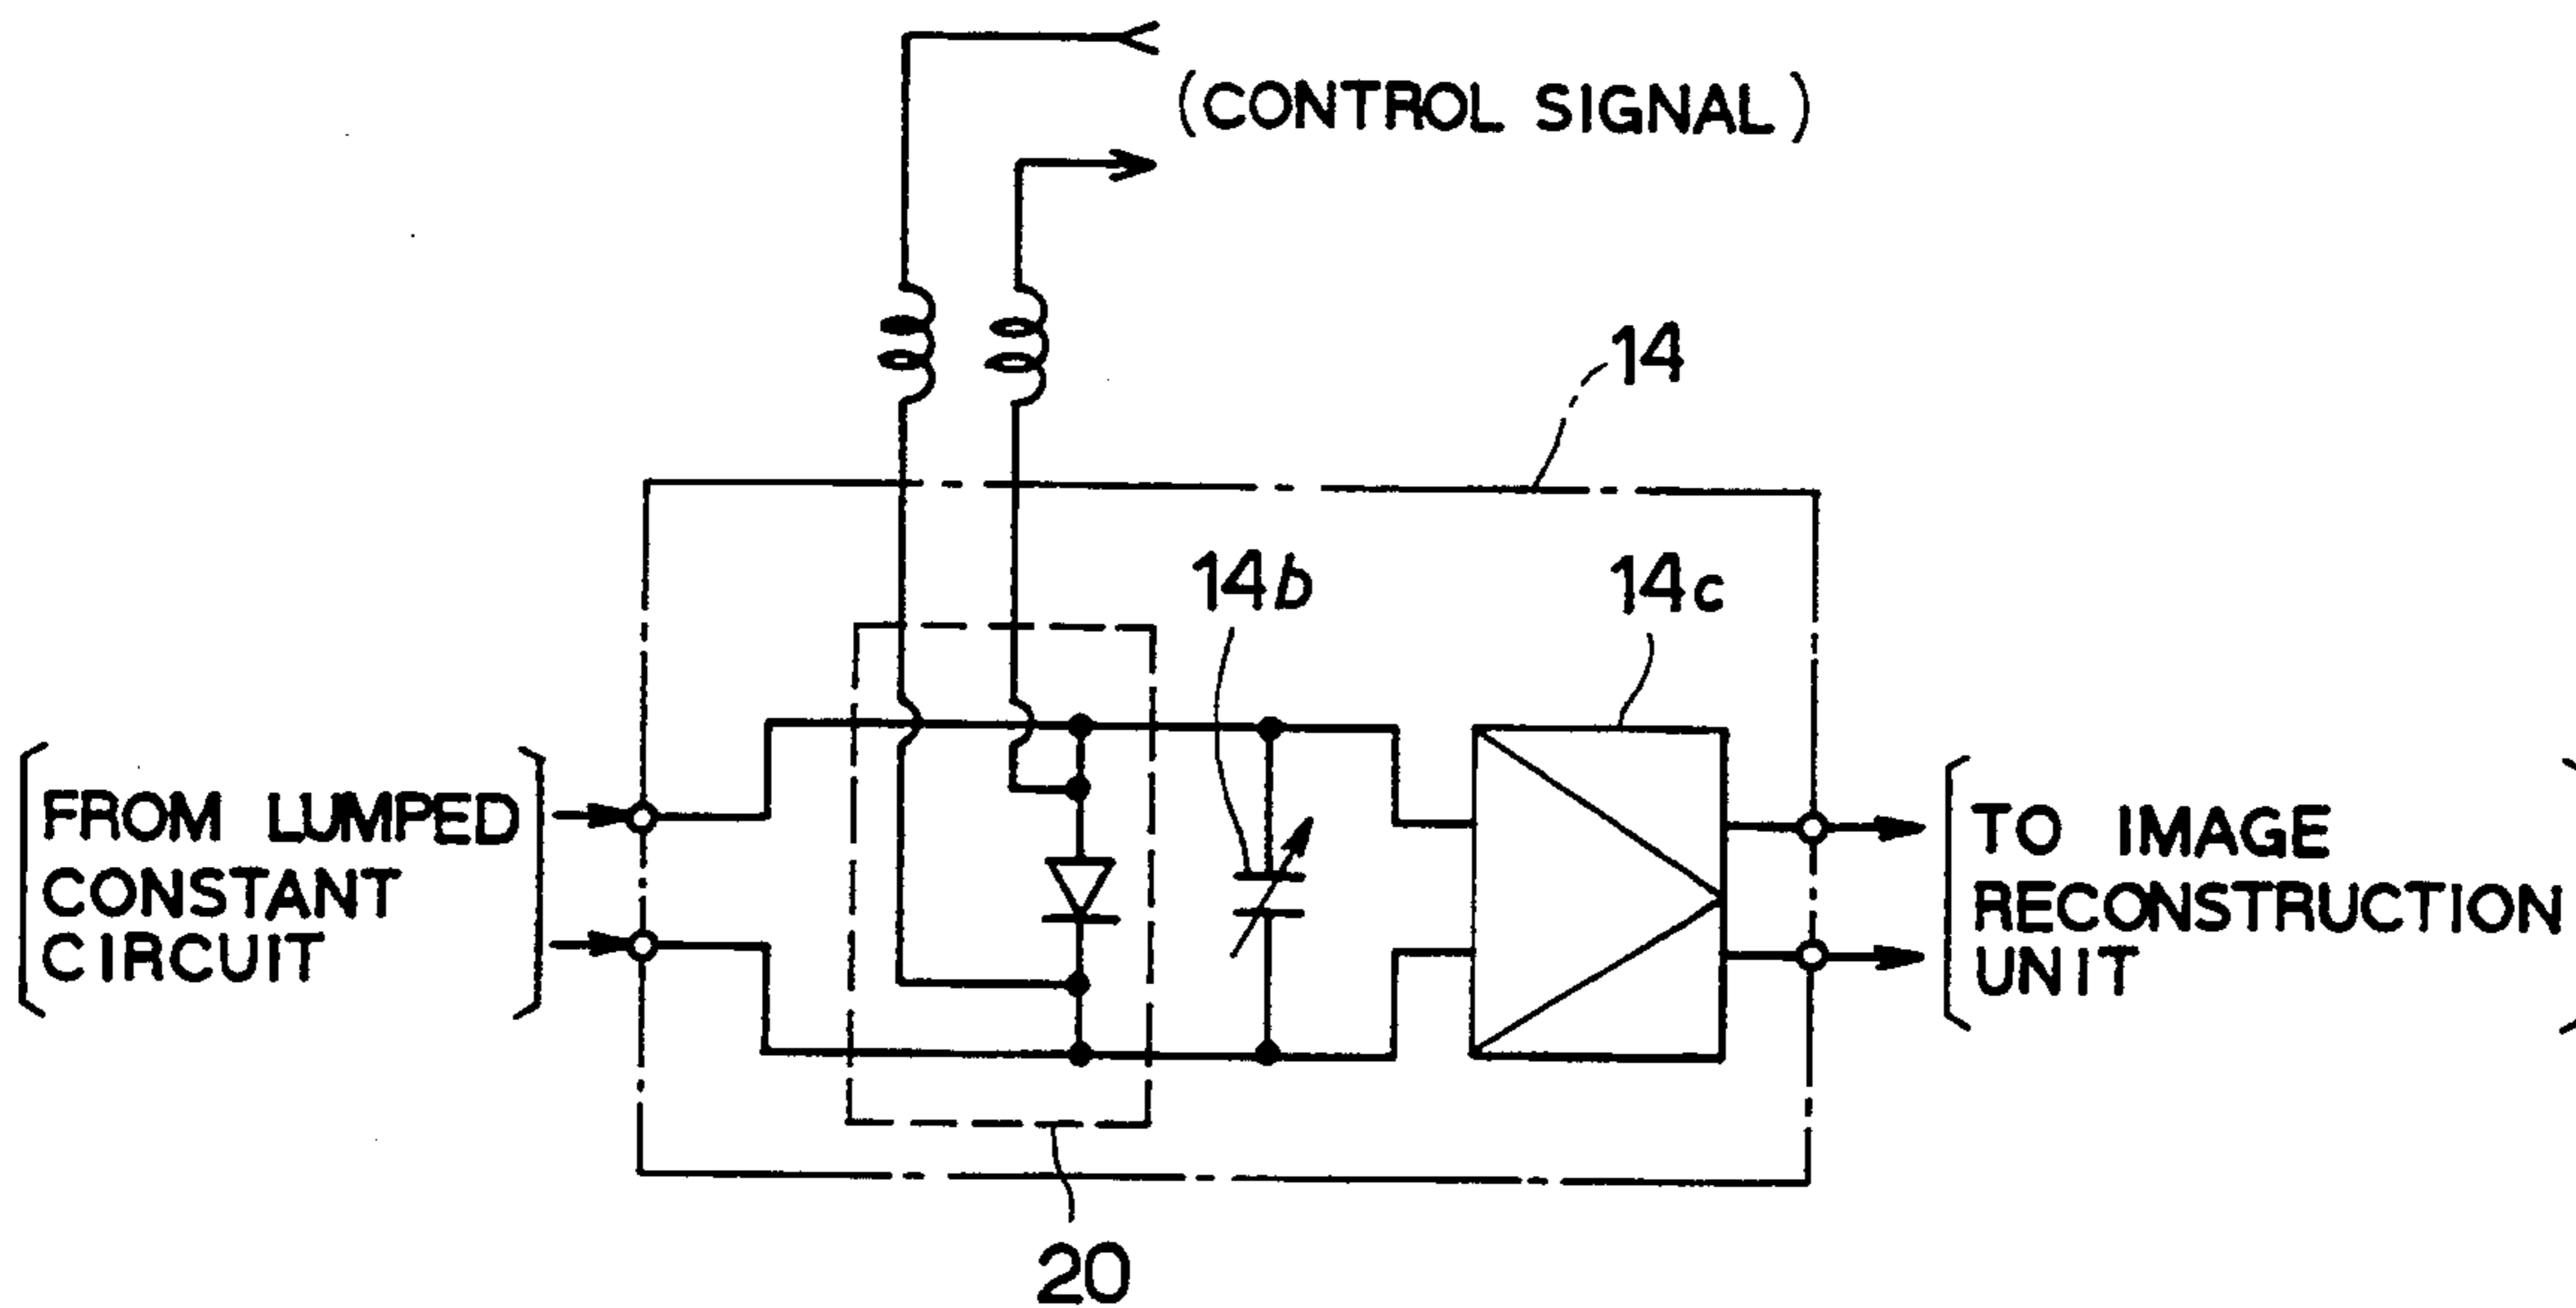 (CONTROL SIGNAL)
14
14b
14c
FROM LUMPED
CONSTANT
CIRCUIT
TO IMAGE
RECONSTRUCTION
UNIT
20